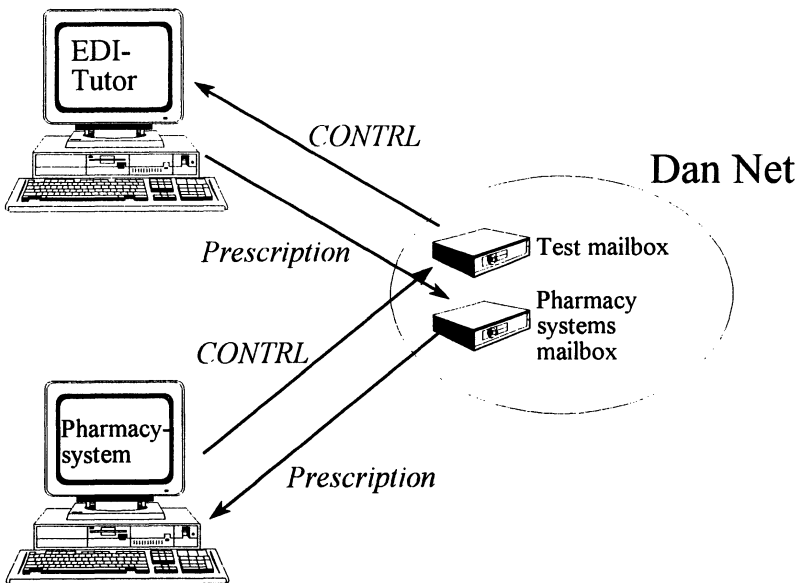 EDI-
Tutor
CONTRL
Dan Net
Prescription
Test mailbox
Pharmacy
systems
mailbox
CONTRL
Pharmacy-
system
Prescription